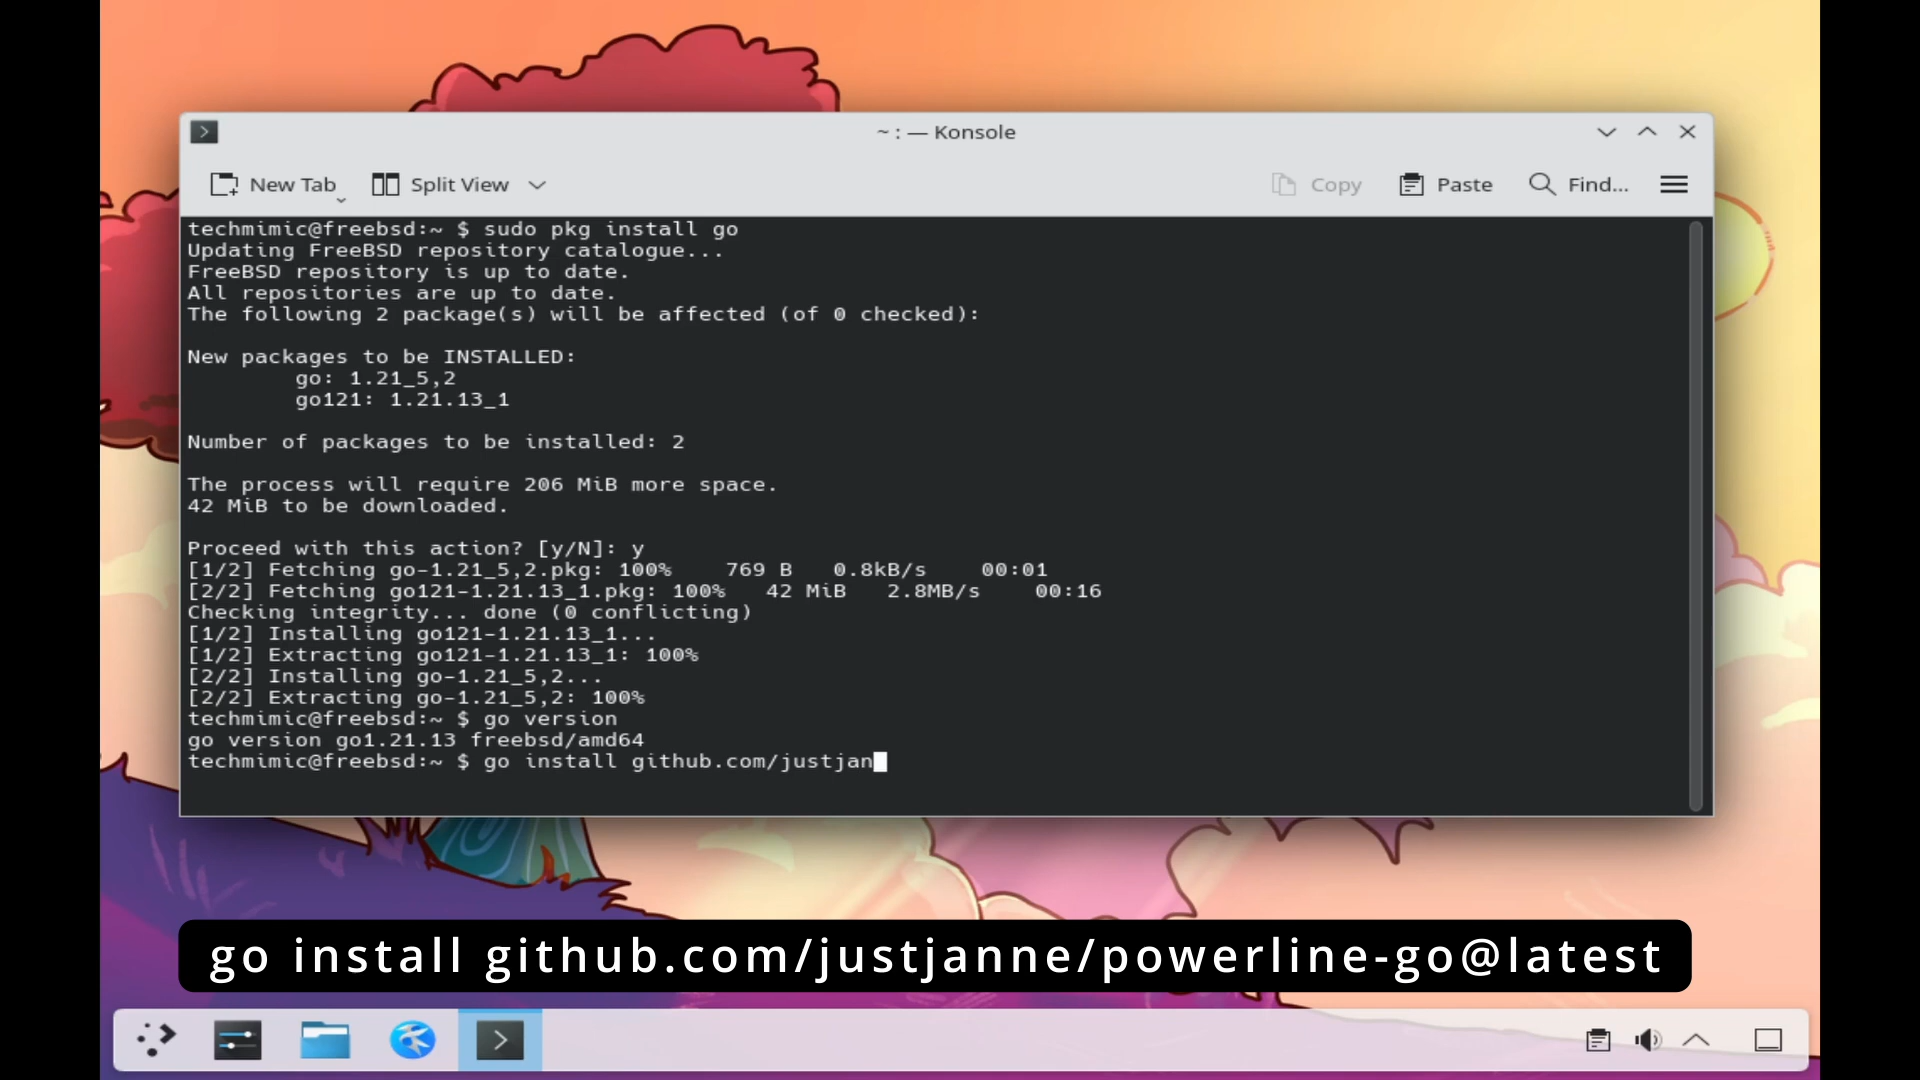 ~ : — Konsole
New Tab
Split View
Copy
Paste
Find...
techmimic@freebsd:~ $ sudo pkg install go
Updating FreeBSD repository catalogue...
FreeBSD repository is up to date.
All repositories are up to date.
The following 2 package(s) will be affected (of 0 checked):
New packages to be INSTALLED:
go: 1.21_5,2
go121: 1.21.13_1
Number of packages to be installed: 2
The process will require 206 MiB more space.
42 MiB to be downloaded.
Proceed with this action? [y/N]: y
[1/2] Fetching go-1.21_5,2.pkg: 100%    769 B   0.8kB/s    00:01
[2/2] Fetching go121-1.21.13_1.pkg: 100%   42 MiB   2.8MB/s    00:16
Checking integrity... done (0 conflicting)
[1/2] Installing go121-1.21.13_1...
[1/2] Extracting go121-1.21.13_1: 100%
[2/2] Installing go-1.21_5,2...
[2/2] Extracting go-1.21_5,2: 100%
techmimic@freebsd:~ $ go version
go version go1.21.13 freebsd/amd64
techmimic@freebsd:~ $ go install github.com/justjan
go install github.com/justjanne/powerline-go@latest